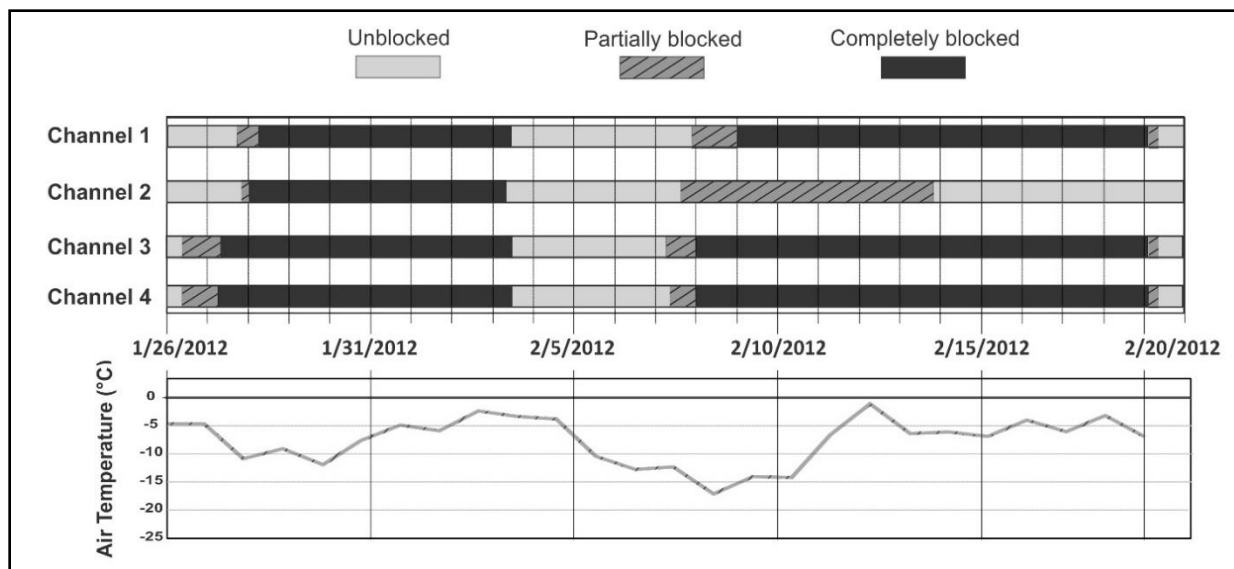 Unblocked Partially blocked Completely blocked
Channel 1
Channel 2
Channel 3
Channel 4
1/26/2012 1/31/2012 2/5/2012 2/10/2012 2/15/2012 2/20/2012
Air Temperature (°C)
0
-5
-10
-15
-20
-25